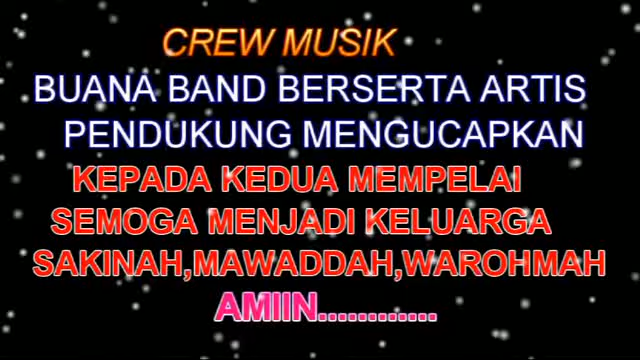 CREW MUSIK
BUANA BAND BERSERTA ARTIS
PENDUKUNG MENGUCAPKAN
KEPADA KEDUA MEMPELAI
SEMOGA MENJADI KELUARGA
SAKINAH,MAWADDAH,WAROHMAH
AMIIN............